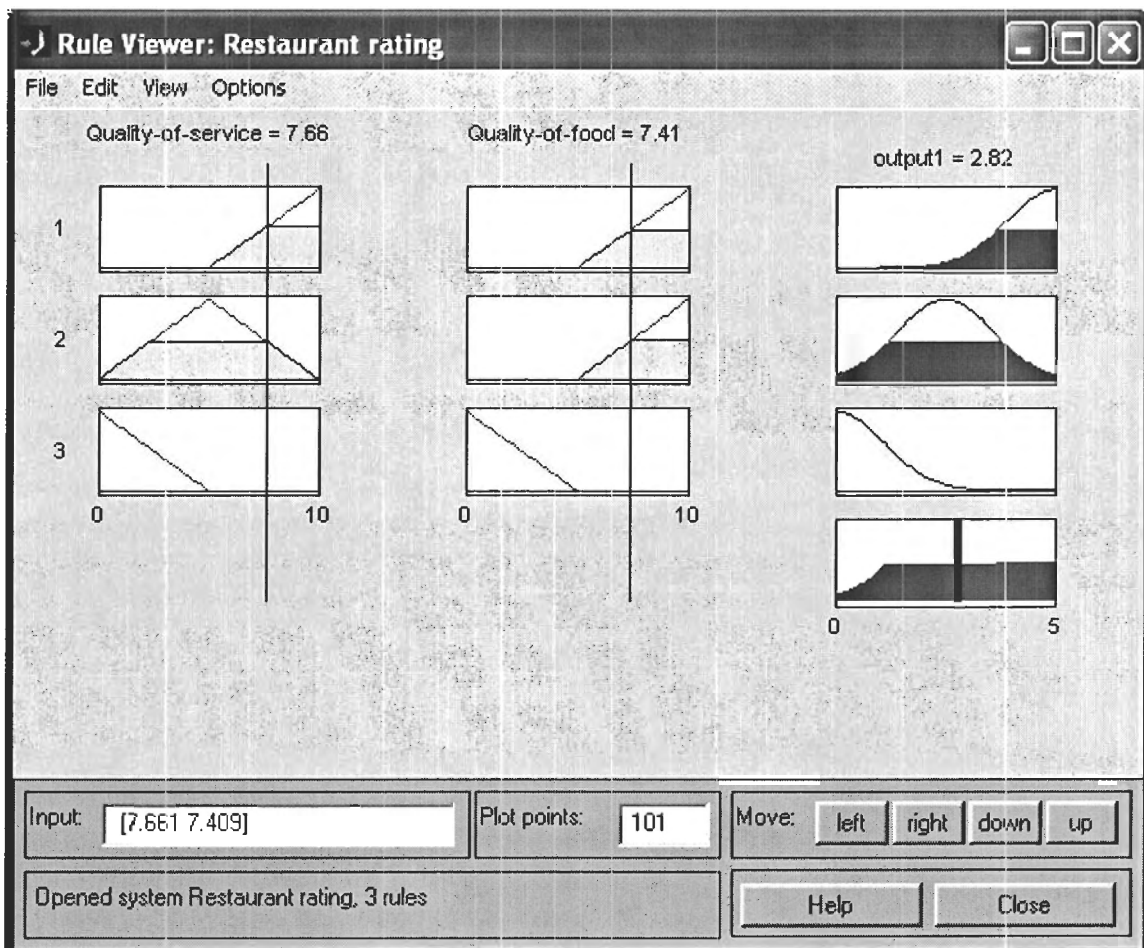 Rule Viewer: Restaurant rating
File Edit View Options
Quality-of-service = 7.66
Quality-of-food = 7.41
output1 = 2.82
1
2
3
0 10
0 10
0 5
Input: [7.661 7.409]
Plot points: 101
Move: left right down up
Opened system Restaurant rating, 3 rules
Help Close